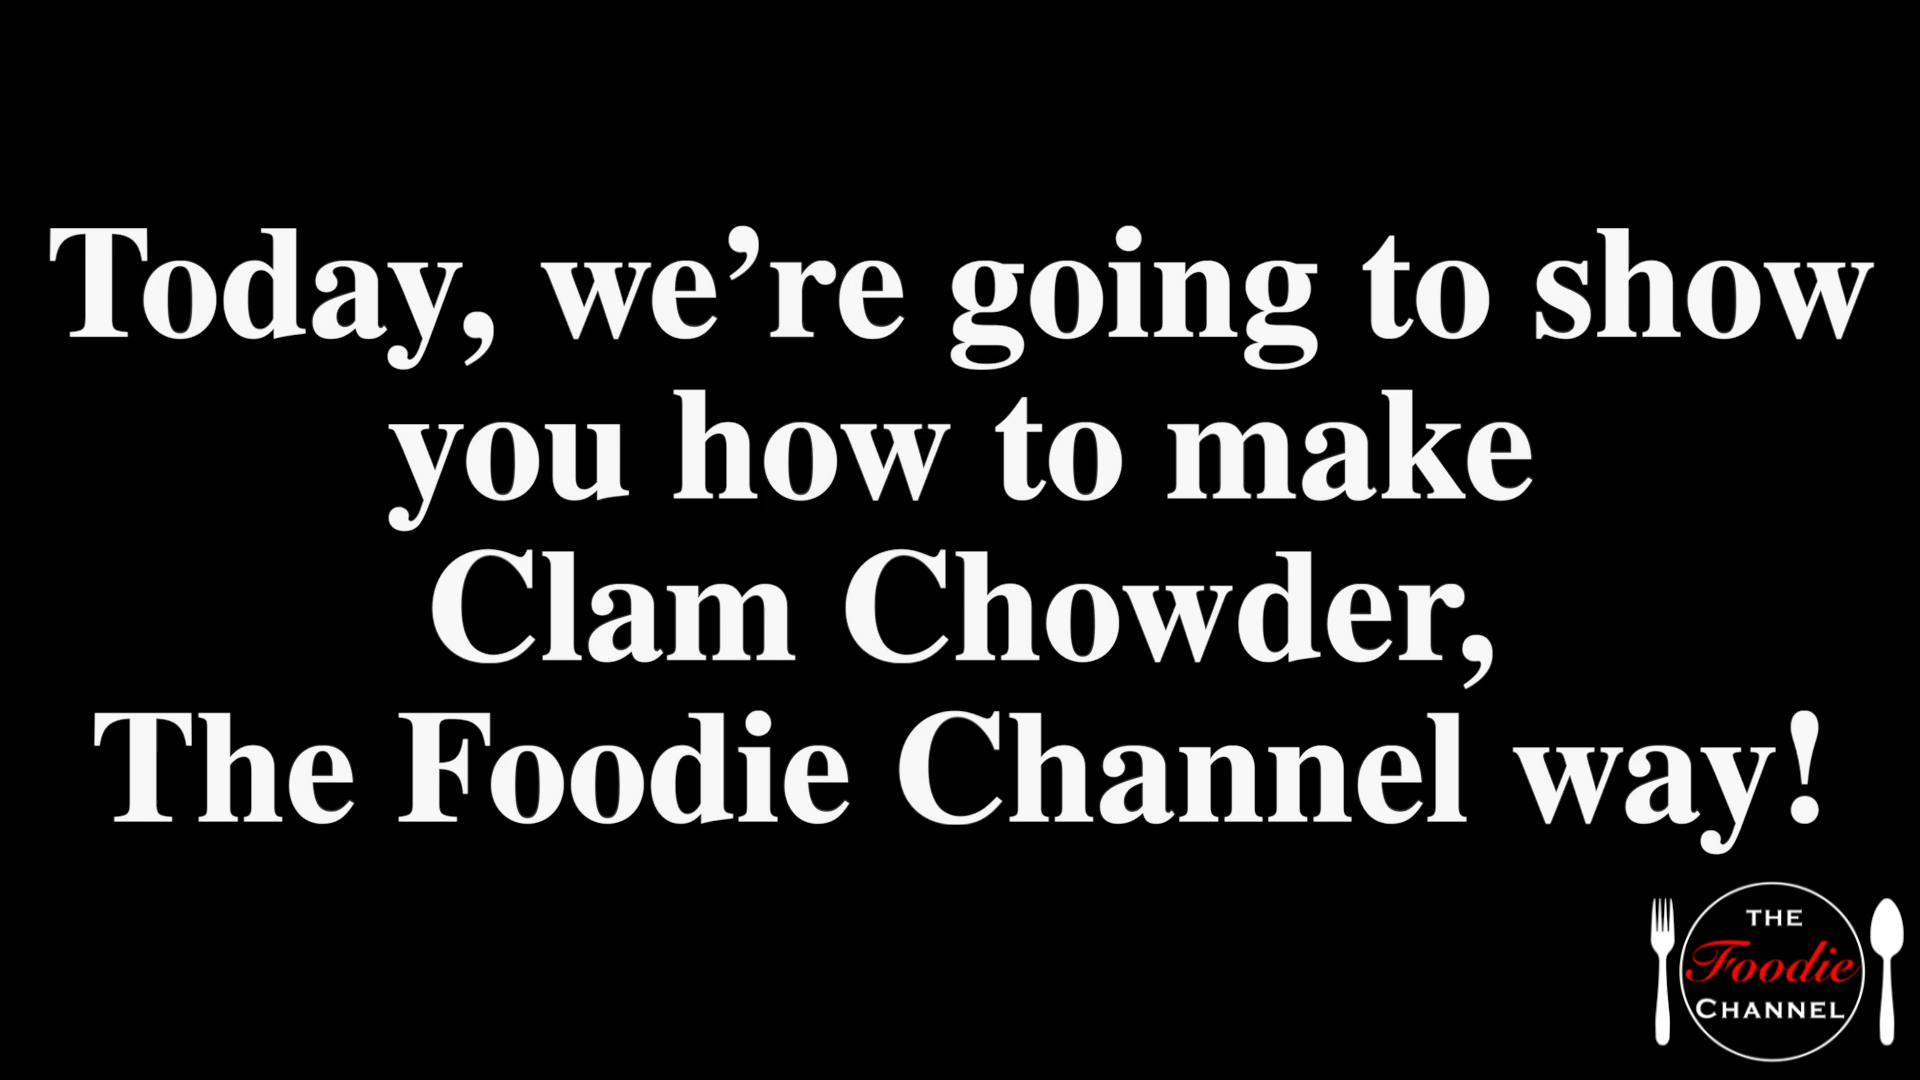 Today, we’re going to show
you how to make
Clam Chowder,
The Foodie Channel way!
THE
Foodie
CHANNEL